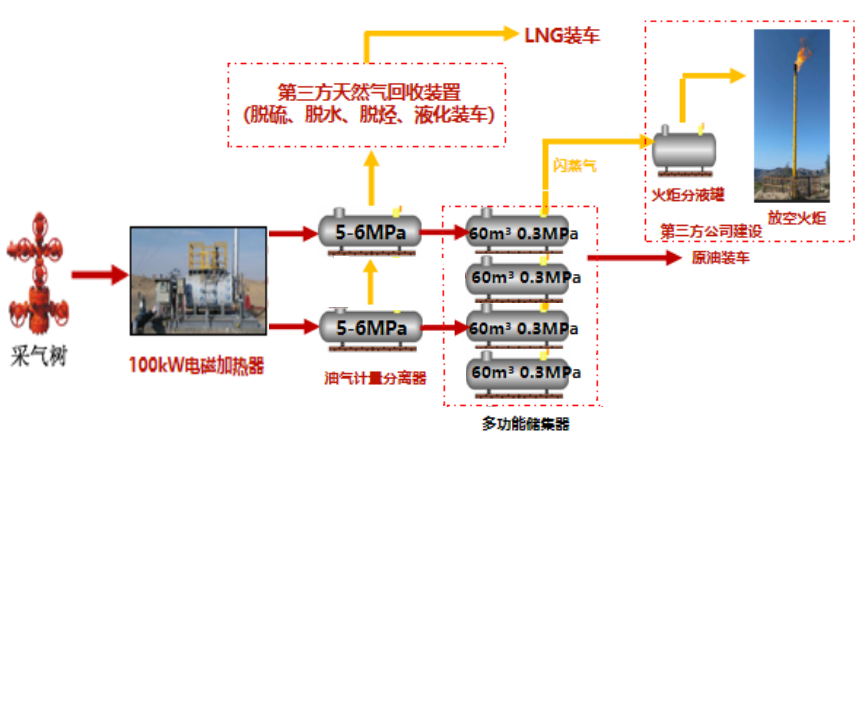 LNG装车
第三方天然气回收装置
（脱硫、脱水、脱烃、液化装车）
闪蒸气
火炬分液罐
放空火炬
第三方公司建设
5-6MPa
60m³ 0.3MPa
原油装车
60m³ 0.3MPa
5-6MPa
60m³ 0.3MPa
采气树
100kW电磁加热器
油气计量分离器
60m³ 0.3MPa
多功能储集器